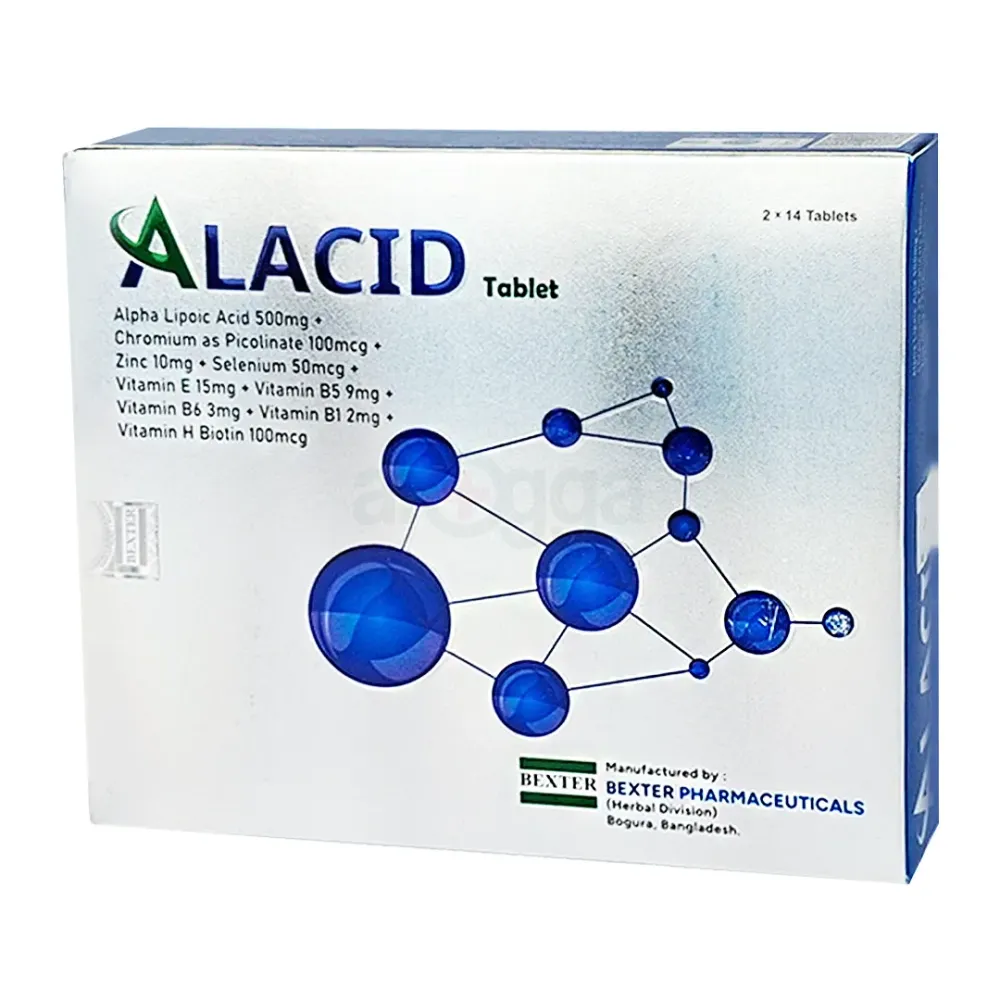 2 × 14 Tablets
ALACID Tablet
Alpha Lipoic Acid 500mg +
Chromium as Picolinate 100mcg +
Zinc 10mg + Selenium 50mcg +
Vitamin E 15mg + Vitamin B5 9mg +
Vitamin B6 3mg + Vitamin B1 2mg +
Vitamin H Biotin 100mcg
BEXTER
arogga
BEXTER
Manufactured by :
BEXTER PHARMACEUTICALS
(Herbal Division)
Bogura, Bangladesh.